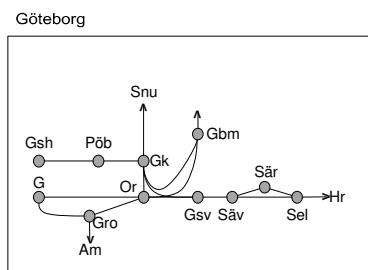 Göteborg
Snu
Gbm
Gsh Pöb Gk
Sär
G Or Hr
Gro Gsv Säv Sel
Am